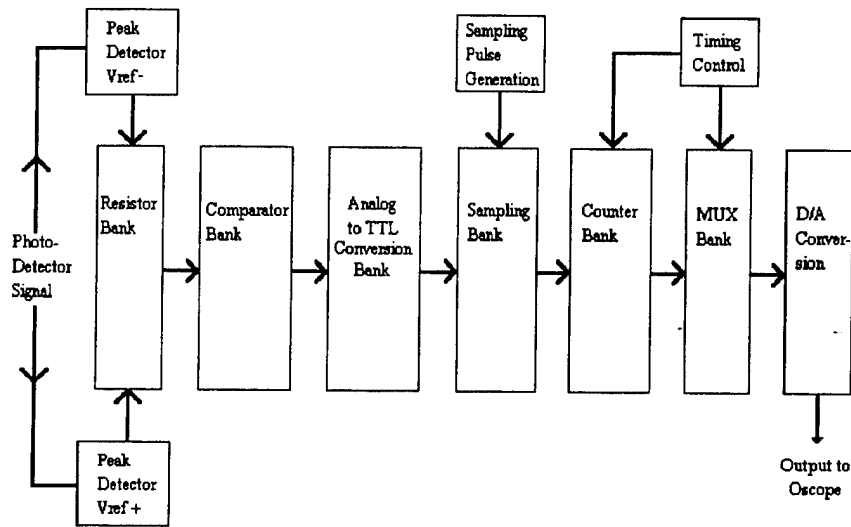 Peak
Detector
Vref-
Sampling
Pulse
Generation
Timing
Control
Photo-
Detector
Signal
Resistor
Bank
Comparator
Bank
Analog
to TTL
Conversion
Bank
Sampling
Bank
Counter
Bank
MUX
Bank
D/A
Conver-
sion
Peak
Detector
Vref+
Output to
Oscope